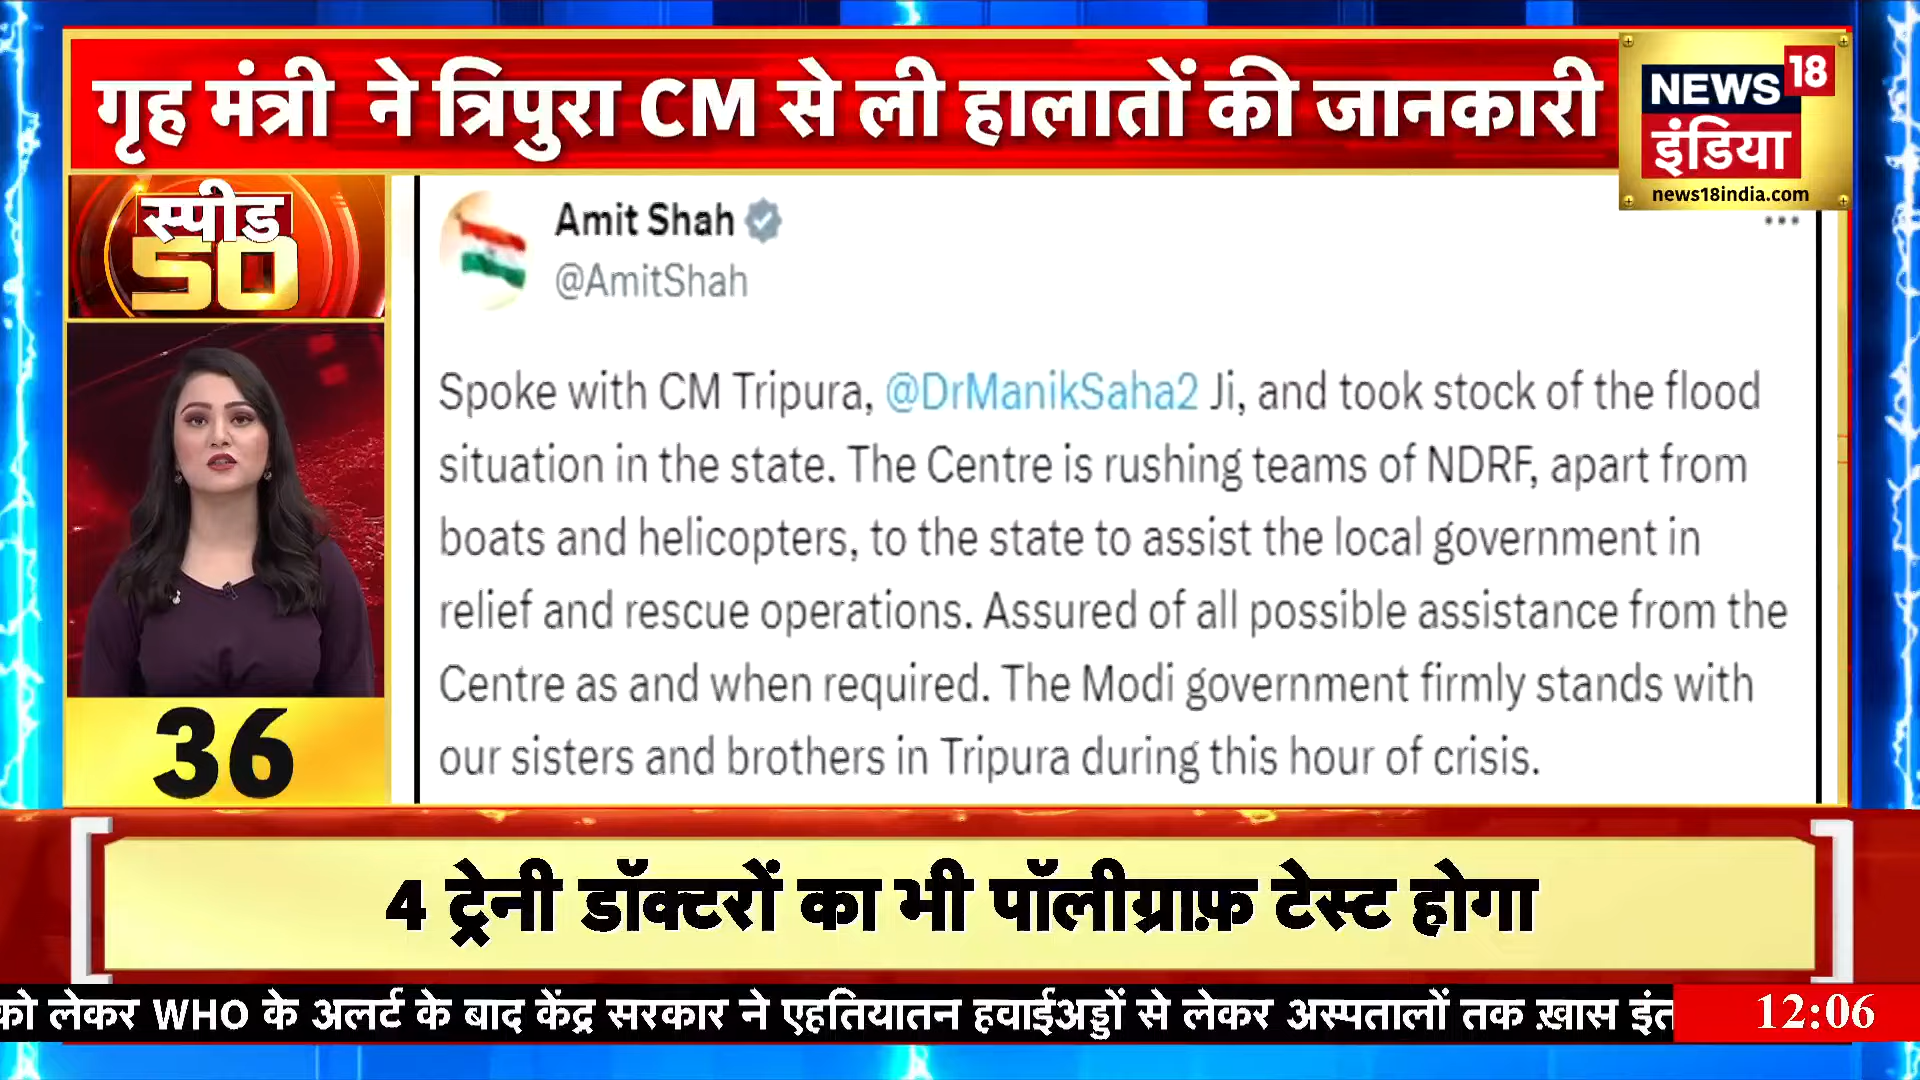 गृह मंत्री ने त्रिपुरा CM से ली हालातों की जानकारी
NEWS 18
इंडिया
news18india.com
स्पीड
50
Amit Shah
@AmitShah
Spoke with CM Tripura, @DrManikSaha2 Ji, and took stock of the flood
situation in the state. The Centre is rushing teams of NDRF, apart from
boats and helicopters, to the state to assist the local government in
relief and rescue operations. Assured of all possible assistance from the
Centre as and when required. The Modi government firmly stands with
our sisters and brothers in Tripura during this hour of crisis.
36
4 ट्रेनी डॉक्टरों का भी पॉलीग्राफ़ टेस्ट होगा
को लेकर WHO के अलर्ट के बाद केंद्र सरकार ने एहतियातन हवाईअड्डों से लेकर अस्पतालों तक ख़ास
12:06